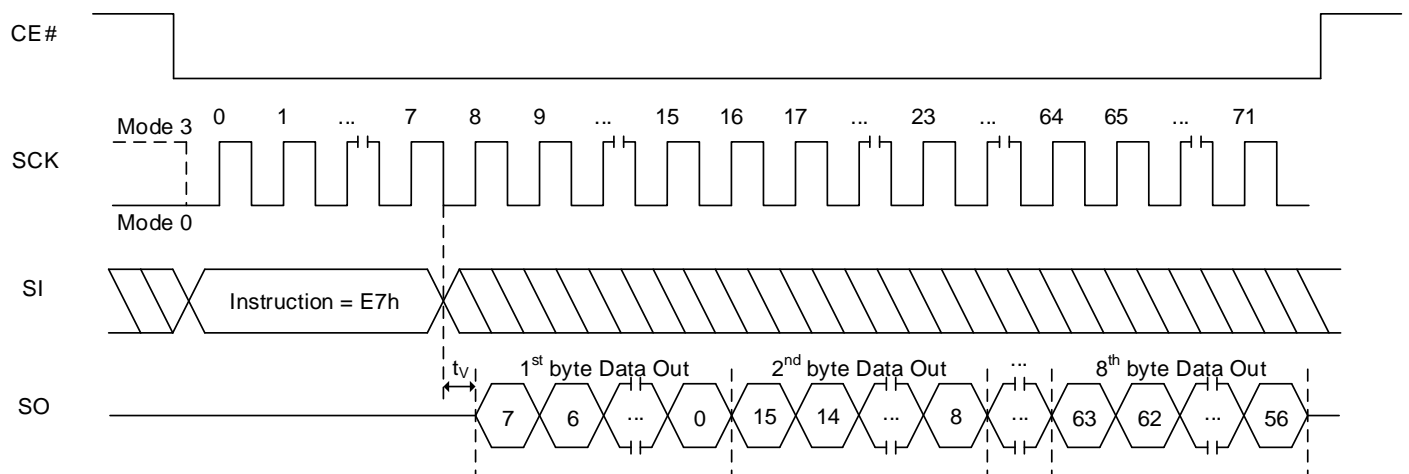 CE#
0 1 ... 7 8 9 ... 15 16 17 ... 23 ... 64 65 ... 71
Mode 3
SCK
Mode 0
SI
Instruction = E7h
tV 1st byte Data Out 2nd byte Data Out ... 8th byte Data Out
SO
7 6 ... 0 15 14 ... 8 ... 63 62 ... 56